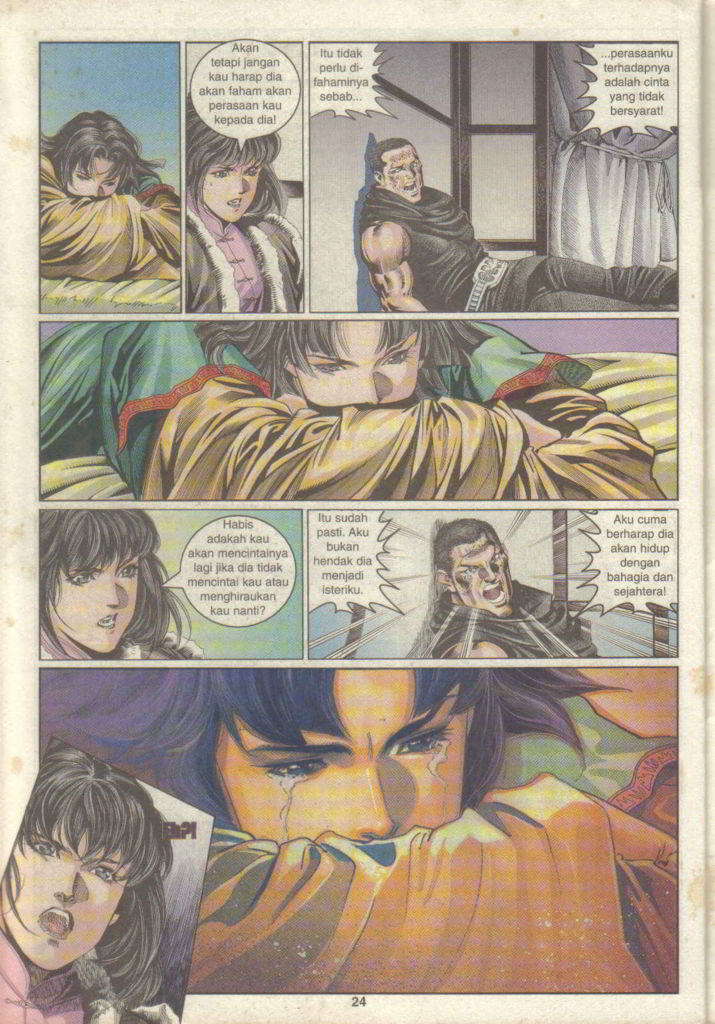 Akan
tetapi jangan
kau harap dia
akan faham akan
perasaan kau
kepada dia!
Itu tidak
perlu di-
fahaminya
sebab...
...perasaanku
terhadapnya
adalah cinta
yang tidak
bersyarat!
Habis
adakah kau
akan mencintainya
lagi jika dia tidak
mencintai kau atau
menghiraukan
kau nanti?
Itu sudah
pasti. Aku
bukan
hendak dia
menjadi
isteriku.
Aku cuma
berharap dia
akan hidup
dengan
bahagia dan
sejahtera!
Eh?!
24